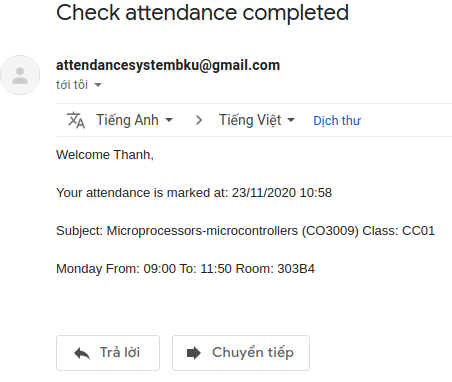 Check attendance completed
attendancesystembku@gmail.com
tới tôi
Tiếng Anh > Tiếng Việt Dịch thư
Welcome Thanh,
Your attendance is marked at: 23/11/2020 10:58
Subject: Microprocessors-microcontrollers (CO3009) Class: CC01
Monday From: 09:00 To: 11:50 Room: 303B4
Trả lời Chuyển tiếp